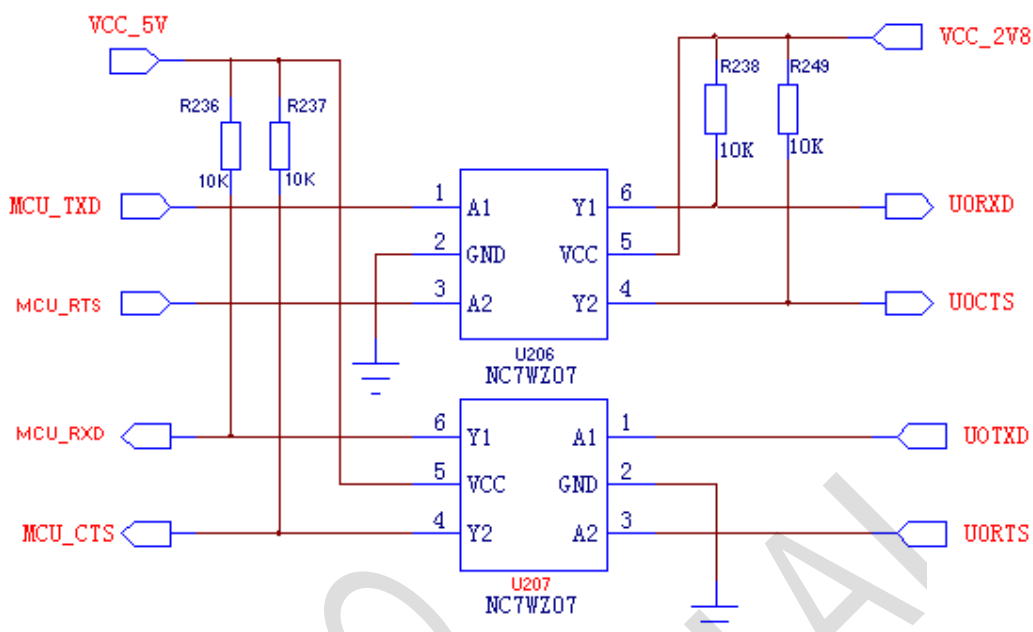 VCC_5V
VCC_2V8
R236
R237
R238
R249
10K
10K
10K
10K
MCU_TXD
1
A1
Y1
6
U0RXD
2
GND
VCC
5
MCU_RTS
3
A2
Y2
4
U0CTS
U206
NC7WZ07
MCU_RXD
6
Y1
A1
1
U0TXD
5
VCC
GND
2
MCU_CTS
4
Y2
A2
3
U0RTS
U207
NC7WZ07